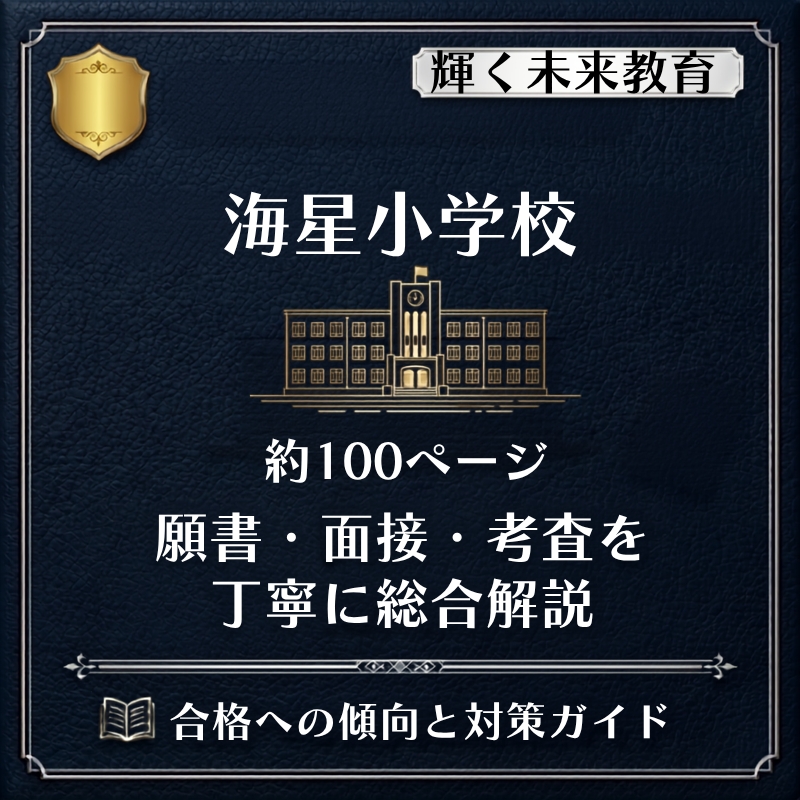 輝く未来教育
海星小学校
約100ページ
願書・面接・考査を
丁寧に総合解説
合格への傾向と対策ガイド